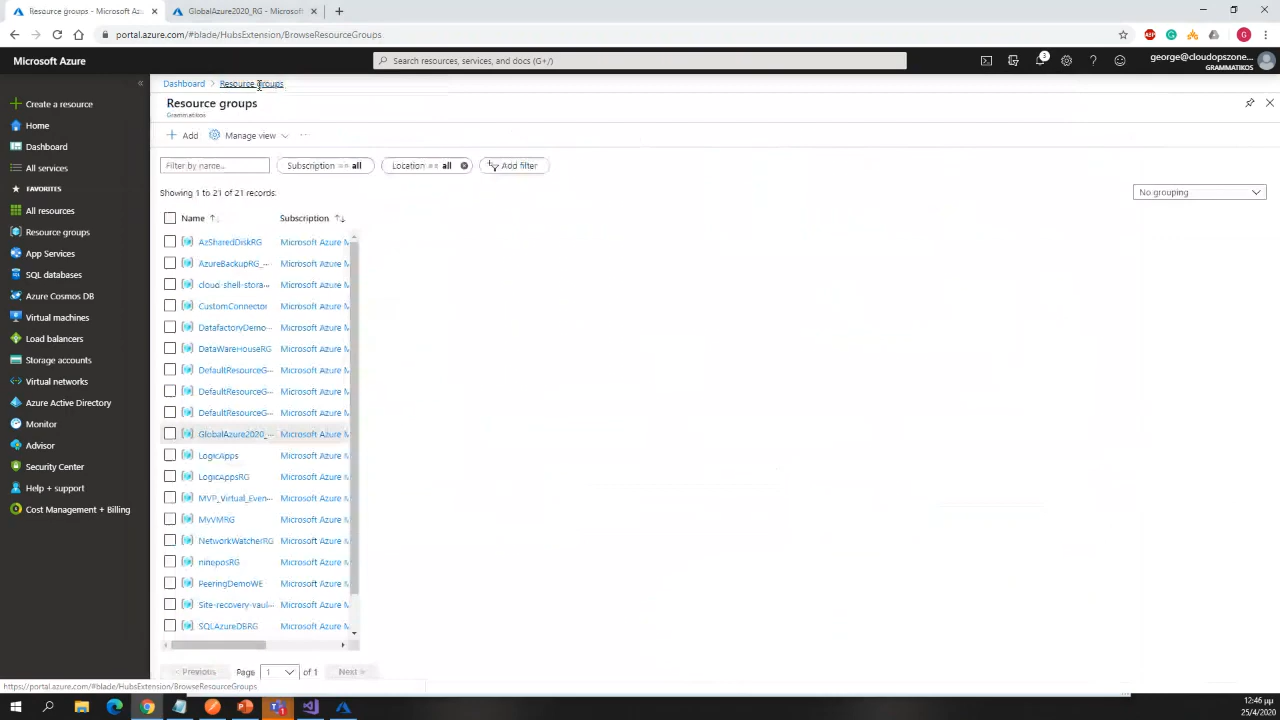 Resource groups - Microsoft Az
GlobalAzure2020_RG - Microsoft
portal.azure.com/#blade/HubsExtension/BrowseResourceGroups
ABP
G
Microsoft Azure
Search resources, services, and docs (G+/)
3
george@cloudopszone...
GRAMMATIKOS
Dashboard > Resource groups
Resource groups
Grammatikos
Add
Manage view
Filter by name...
Subscription == all
Location == all
Add filter
Showing 1 to 21 of 21 records.
No grouping
Name
Subscription
AzSharedDiskRG Microsoft Azure M
AzureBackupRG_... Microsoft Azure M
cloud-shell-stora... Microsoft Azure M
CustomConnector Microsoft Azure M
DatafactoryDemo... Microsoft Azure M
DataWareHouseRG Microsoft Azure M
DefaultResourceG... Microsoft Azure M
DefaultResourceG... Microsoft Azure M
DefaultResourceG... Microsoft Azure M
GlobalAzure2020_... Microsoft Azure M
LogicApps Microsoft Azure M
LogicAppsRG Microsoft Azure M
MVP_Virtual_Even... Microsoft Azure M
MyVMRG Microsoft Azure M
NetworkWatcherRG Microsoft Azure M
Microsoft Azure M
PeeringDemoWE Microsoft Azure M
Site-recovery-vaul... Microsoft Azure M
SQLAzureDBRG Microsoft Azure M
< Previous
Page
1
of 1
Next >
Create a resource
Home
Dashboard
All services
FAVORITES
All resources
Resource groups
App Services
SQL databases
Azure Cosmos DB
Virtual machines
Load balancers
Storage accounts
Virtual networks
Azure Active Directory
Monitor
Advisor
Security Center
Help + support
Cost Management + Billing
https://portal.azure.com/#blade/HubsExtension/BrowseResourceGroups
12:46 μμ
25/4/2020